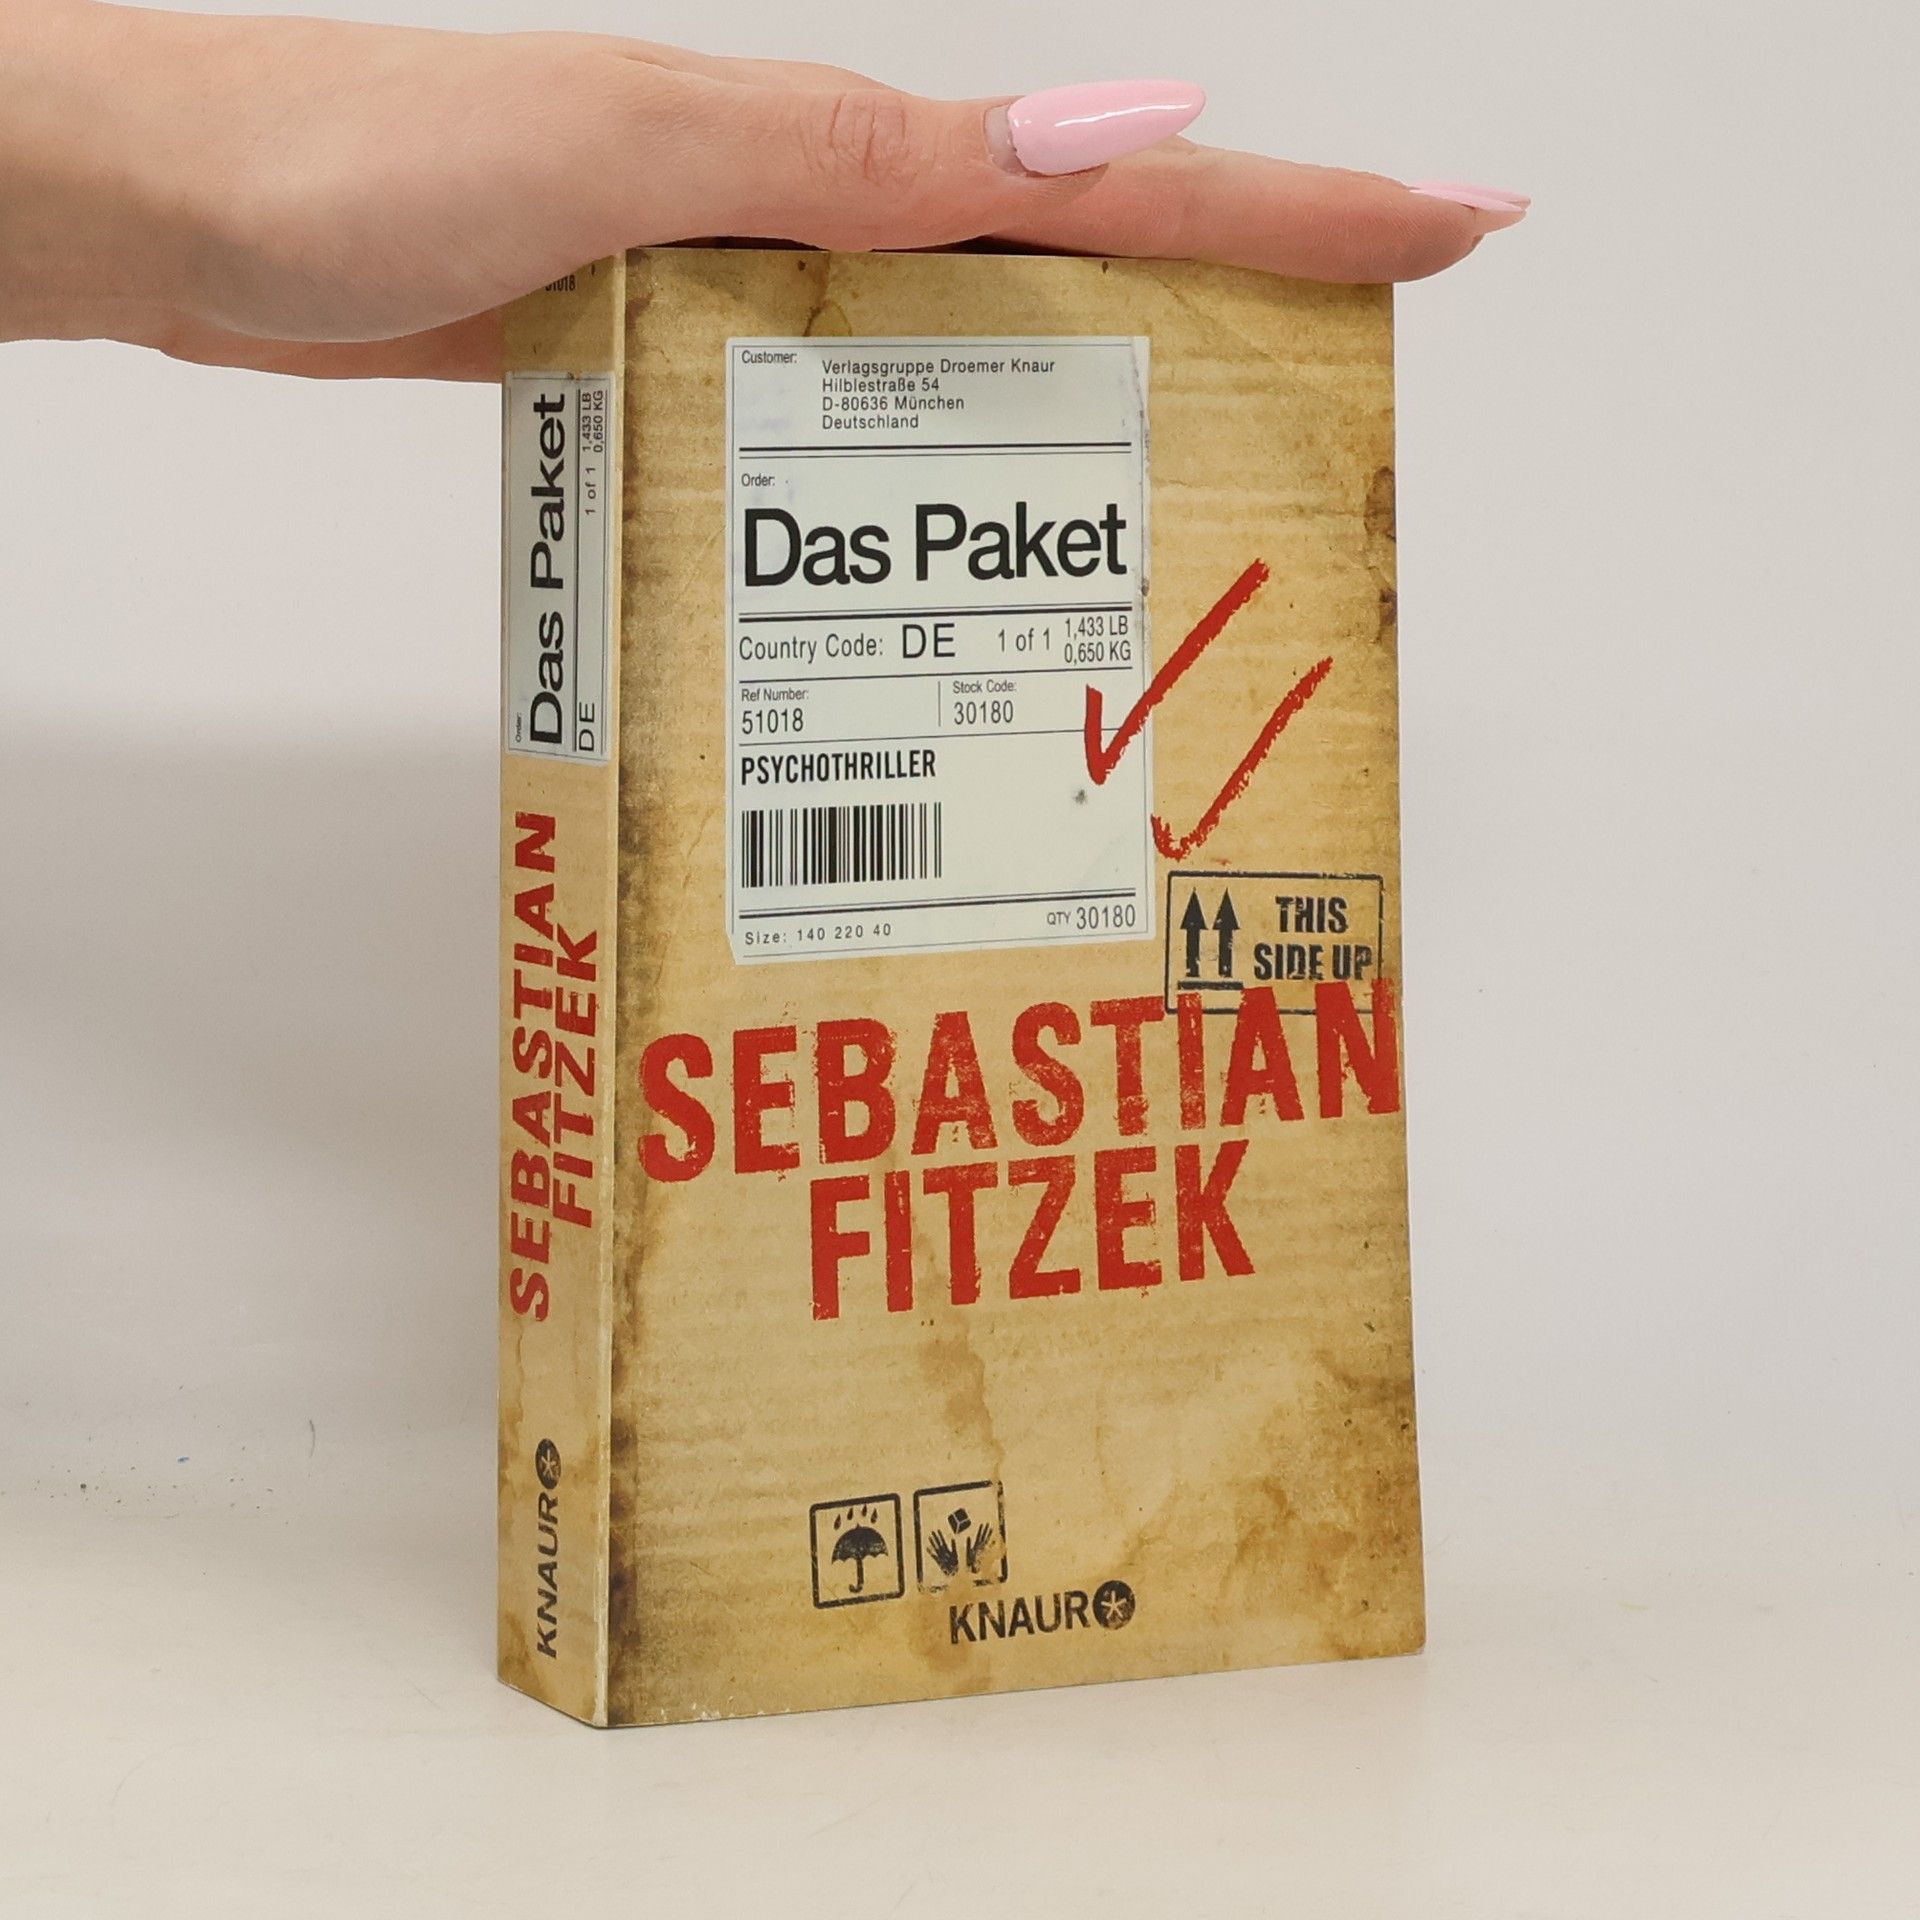 51018
Order:
Das Paket
DE
1 of 1
1,433 LB
0,650 KG
SEBASTIAN
FITZEK
KNAUR
Customer:
Verlagsgruppe Droemer Knaur
Hilblestraße 54
D-80636 München
Deutschland
Order:
Das Paket
Country Code: DE 1 of 1 1,433 LB
0,650 KG
Ref Number: Stock Code:
51018 30180
PSYCHOTHRILLER
Size: 140 220 40 QTY 30180
THIS
SIDE UP
SEBASTIAN
FITZEK
KNAUR